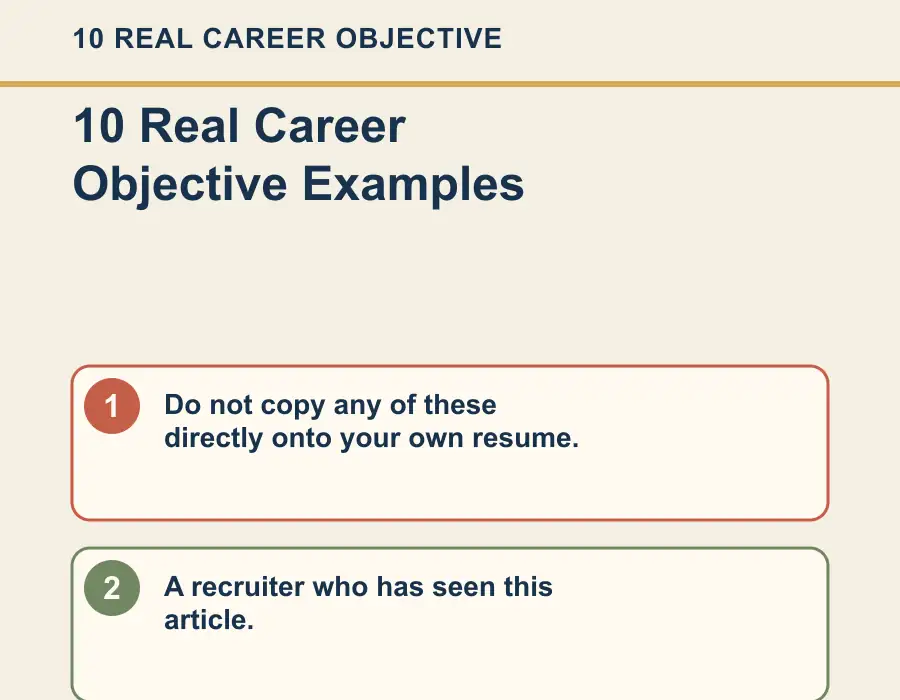 10 REAL CAREER OBJECTIVE
10 Real Career
Objective Examples
1
Do not copy any of these
directly onto your own resume.
2
A recruiter who has seen this
article.